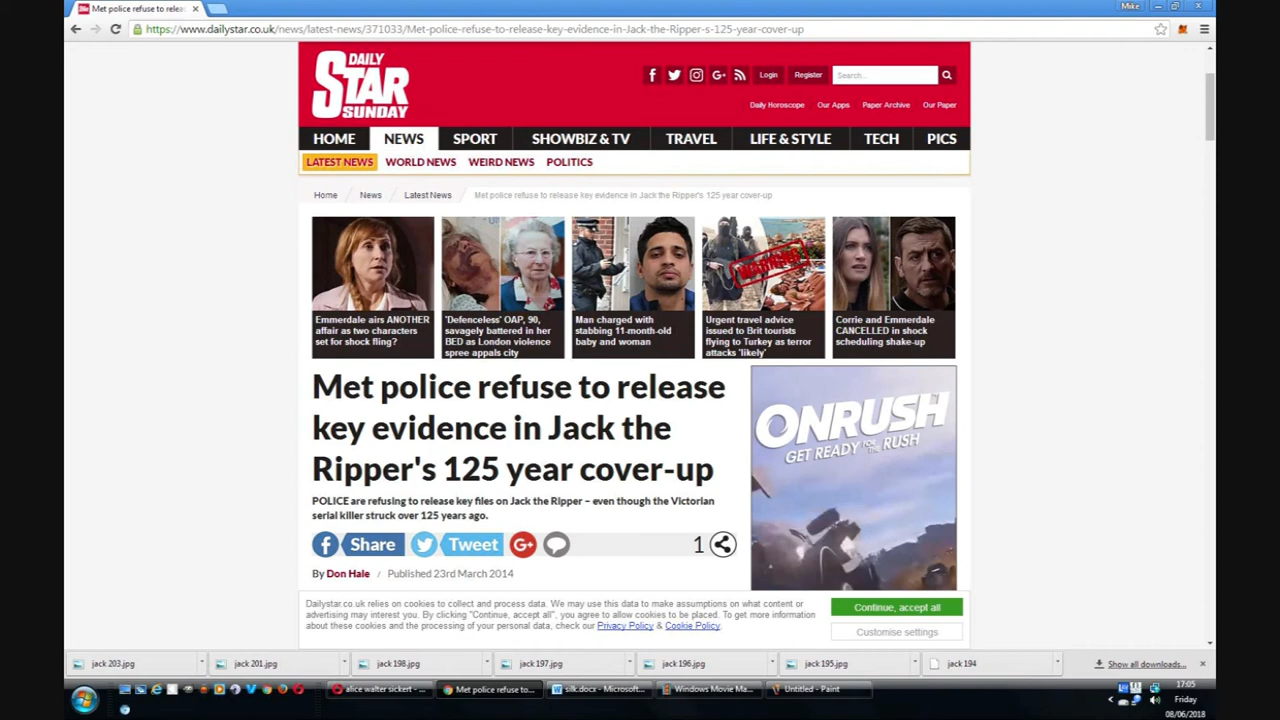 Met police refuse to relea
Mike
https://www.dailystar.co.uk/news/latest-news/371033/Met-police-refuse-to-release-key-evidence-in-Jack-the-Ripper-s-125-year-cover-up
DAILY
STAR
SUNDAY
Login
Register
Search...
Daily Horoscope
Our Apps
Paper Archive
Our Paper
HOME
NEWS
SPORT
SHOWBIZ & TV
TRAVEL
LIFE & STYLE
TECH
PICS
LATEST NEWS
WORLD NEWS
WEIRD NEWS
POLITICS
Home
News
Latest News
Met police refuse to release key evidence in Jack the Ripper's 125 year cover-up
WARNING
Emmerdale airs ANOTHER
affair as two characters
set for shock fling?
'Defenceless' OAP, 90,
savagely battered in her
BED as London violence
spree appals city
Man charged with
stabbing 11-month-old
baby and woman
Urgent travel advice
issued to Brit tourists
flying to Turkey as terror
attacks 'likely'
Corrie and Emmerdale
CANCELLED in shock
scheduling shake-up
Met police refuse to release
key evidence in Jack the
Ripper's 125 year cover-up
ONRUSH
GET READY FOR THE RUSH
POLICE are refusing to release key files on Jack the Ripper – even though the Victorian
serial killer struck over 125 years ago.
Share
Tweet
G+
1
By Don Hale / Published 23rd March 2014
Dailystar.co.uk relies on cookies to collect and process data. We may use this data to make assumptions on what content or
advertising may interest you. By clicking "Continue, accept all", you agree to allow cookies to be placed. To get more information
about these cookies and the processing of your personal data, check our Privacy Policy & Cookie Policy.
Continue, accept all
Customise settings
jack 203.jpg
jack 201.jpg
jack 198.jpg
jack 197.jpg
jack 196.jpg
jack 195.jpg
jack 194
Show all downloads...
alice walter sickert - ...
Met police refuse to...
silk.docx - Microsoft...
Windows Movie Ma...
Untitled - Paint
17:05
Friday
08/06/2018